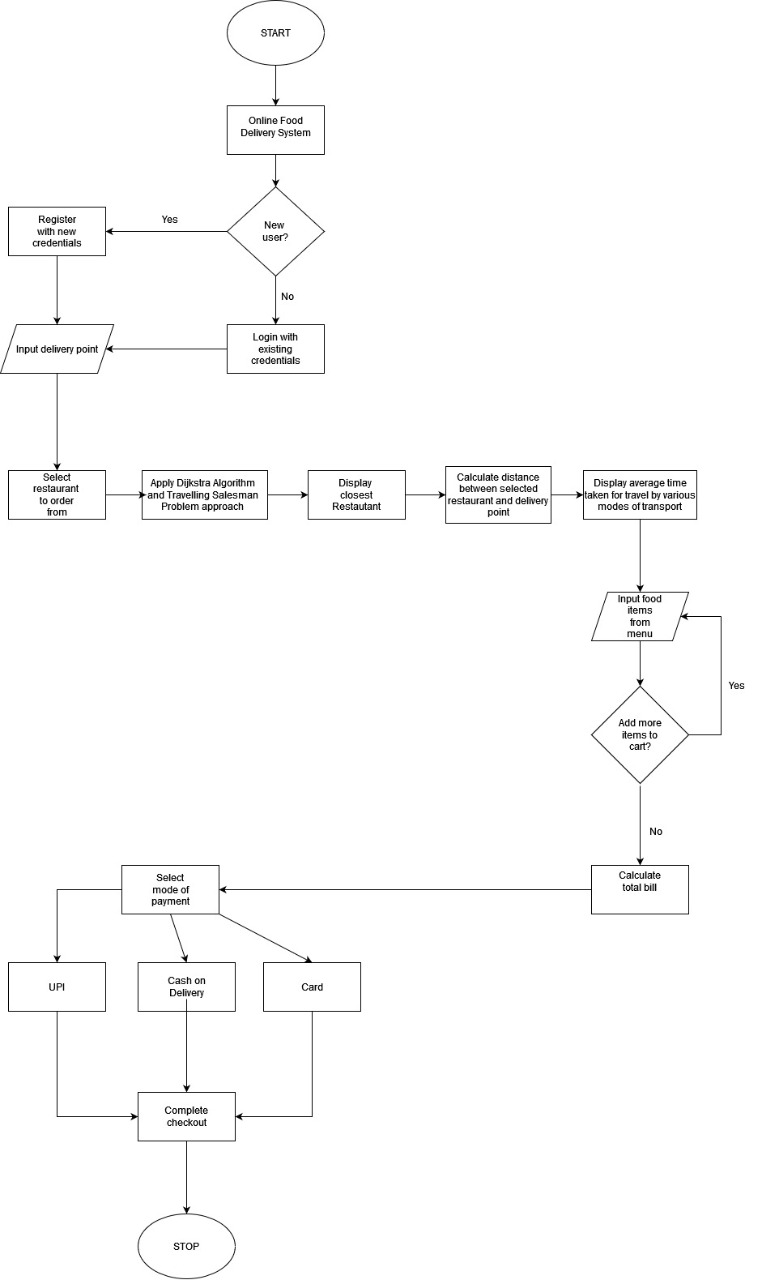 START
Online Food
Delivery System
New
user?
Yes
Register
with new
credentials
No
Input delivery point
Login with
existing
credentials
Select
restaurant
to order
from
Apply Dijkstra Algorithm
and Travelling Salesman
Problem approach
Display
closest
Restautant
Calculate distance
between selected
restaurant and delivery
point
Display average time
taken for travel by various
modes of transport
Input food
items
from
menu
Yes
Add more
items to
cart?
No
Calculate
total bill
Select
mode of
payment
UPI
Cash on
Delivery
Card
Complete
checkout
STOP